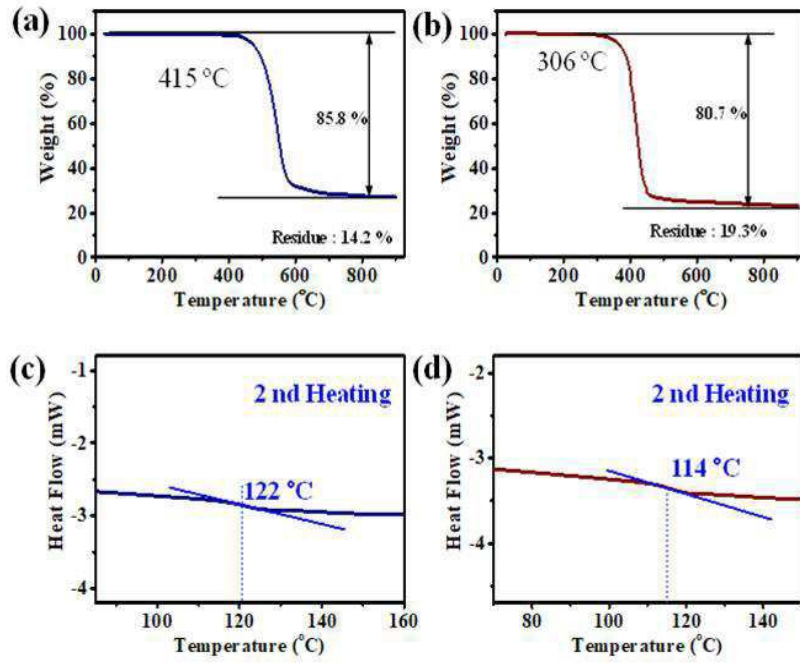 (a)
100
80
60
40
20
0
Weight (%)
415 °C
85.8 %
Residue : 14.2 %
0
200
400
600
800
Temperature (°C)
(b)
100
80
60
40
20
0
Weight (%)
306 °C
80.7 %
Residue : 19.3%
0
200
400
600
800
Temperature (°C)
(c)
-1
-2
-3
-4
Heat Flow (mW)
2 nd Heating
122 °C
100
120
140
160
Temperature (°C)
(d)
-2
-3
-4
Heat Flow (mW)
2 nd Heating
114 °C
80
100
120
140
Temperature (°C)